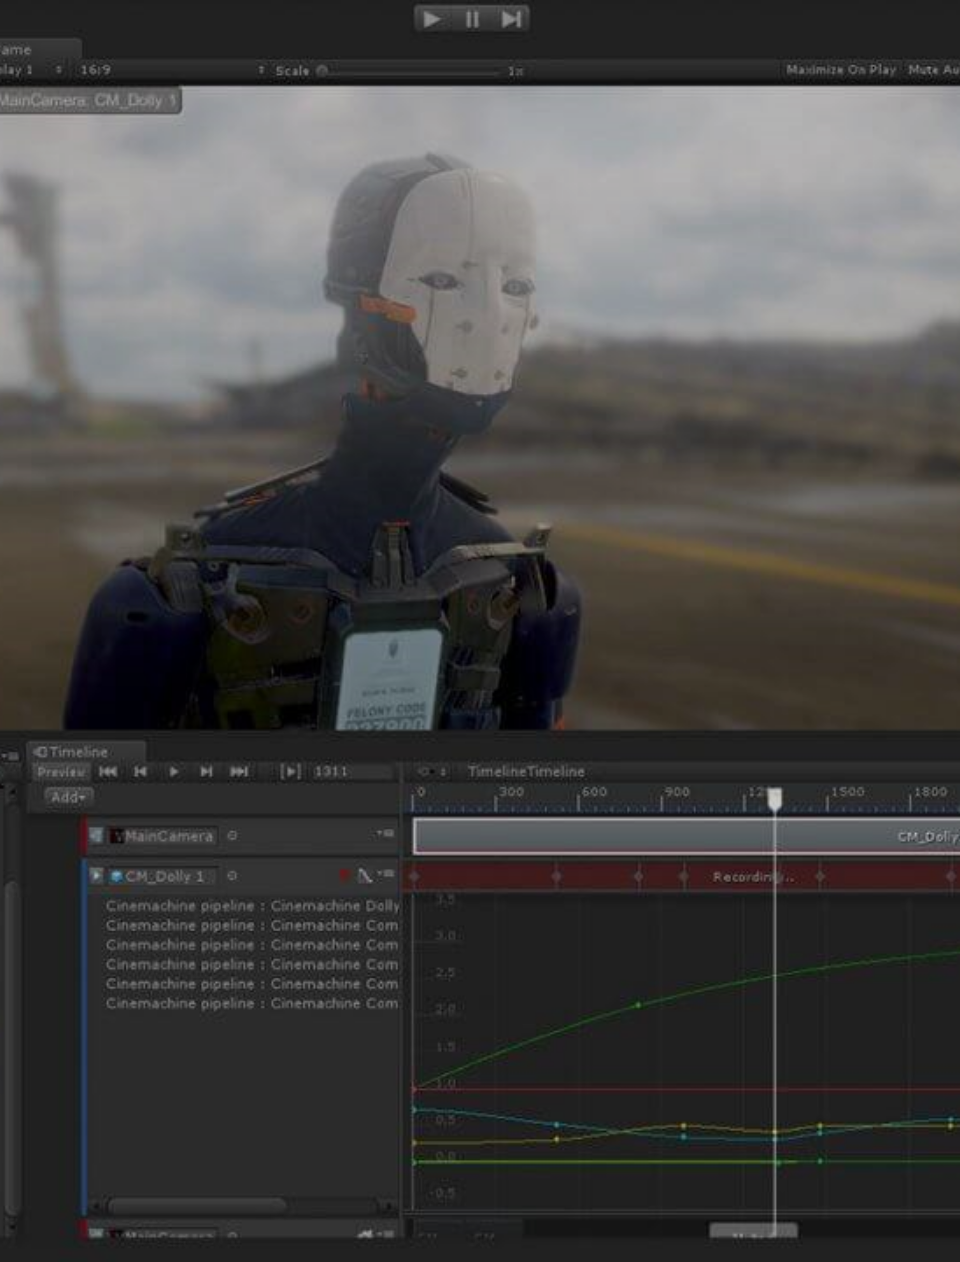 ame
play 1 16:9 Scale 1x Maximize On Play Mute Au
MainCamera: CM_Dolly 1
FELONY CODE
Timeline
Preview 1311 TimelineTimeline
Add
0 300 600 900 1500 1800
MainCamera CM_Dolly
CM_Dolly 1 Recording...
Cinemachine pipeline : Cinemachine Dolly
Cinemachine pipeline : Cinemachine Com
Cinemachine pipeline : Cinemachine Com
Cinemachine pipeline : Cinemachine Com
Cinemachine pipeline : Cinemachine Com
Cinemachine pipeline : Cinemachine Com
3.5
3.0
2.5
2.0
1.5
1.0
0.5
0.0
-0.5
MainCamera